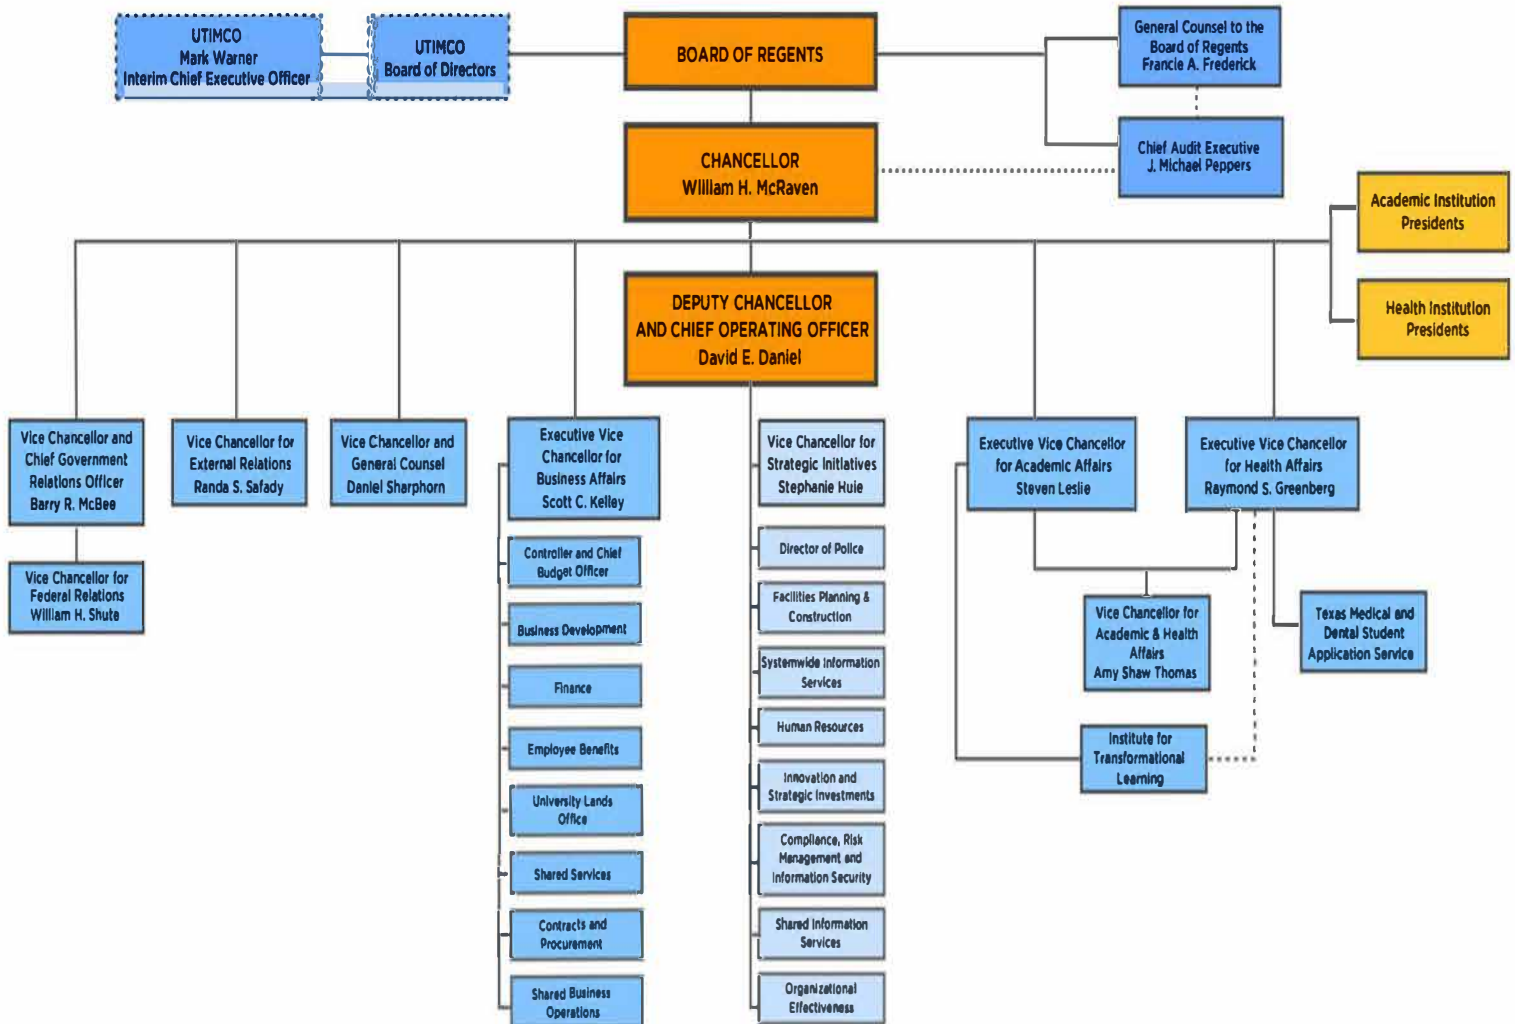 UTIMCO
Mark Warner
Interim Chief Executive Officer
UTIMCO
Board of Directors
BOARD OF REGENTS
General Counsel to the
Board of Regents
Francie A. Frederick
CHANCELLOR
William H. McRaven
Chief Audit Executive
J. Michael Peppers
Academic Institution
Presidents
Health Institution
Presidents
DEPUTY CHANCELLOR
AND CHIEF OPERATING OFFICER
David E. Daniel
Vice Chancellor and
Chief Government
Relations Officer
Barry R. McBee
Vice Chancellor for
External Relations
Randa S. Safady
Vice Chancellor and
General Counsel
Daniel Sharphorn
Executive Vice
Chancellor for
Business Affairs
Scott C. Kelley
Vice Chancellor for
Strategic Initiatives
Stephanie Huie
Executive Vice Chancellor
for Academic Affairs
Steven Leslie
Executive Vice Chancellor
for Health Affairs
Raymond S. Greenberg
Vice Chancellor for
Federal Relations
William H. Shute
Controller and Chief
Budget Officer
Business Development
Finance
Employee Benefits
University Lands
Office
Shared Services
Contracts and
Procurement
Shared Business
Operations
Director of Police
Facilities Planning &
Construction
Systemwide Information
Services
Human Resources
Innovation and
Strategic Investments
Compliance, Risk
Management and
Information Security
Shared Information
Services
Organizational
Effectiveness
Vice Chancellor for
Academic & Health
Affairs
Amy Shaw Thomas
Texas Medical and
Dental Student
Application Service
Institute for
Transformational
Learning